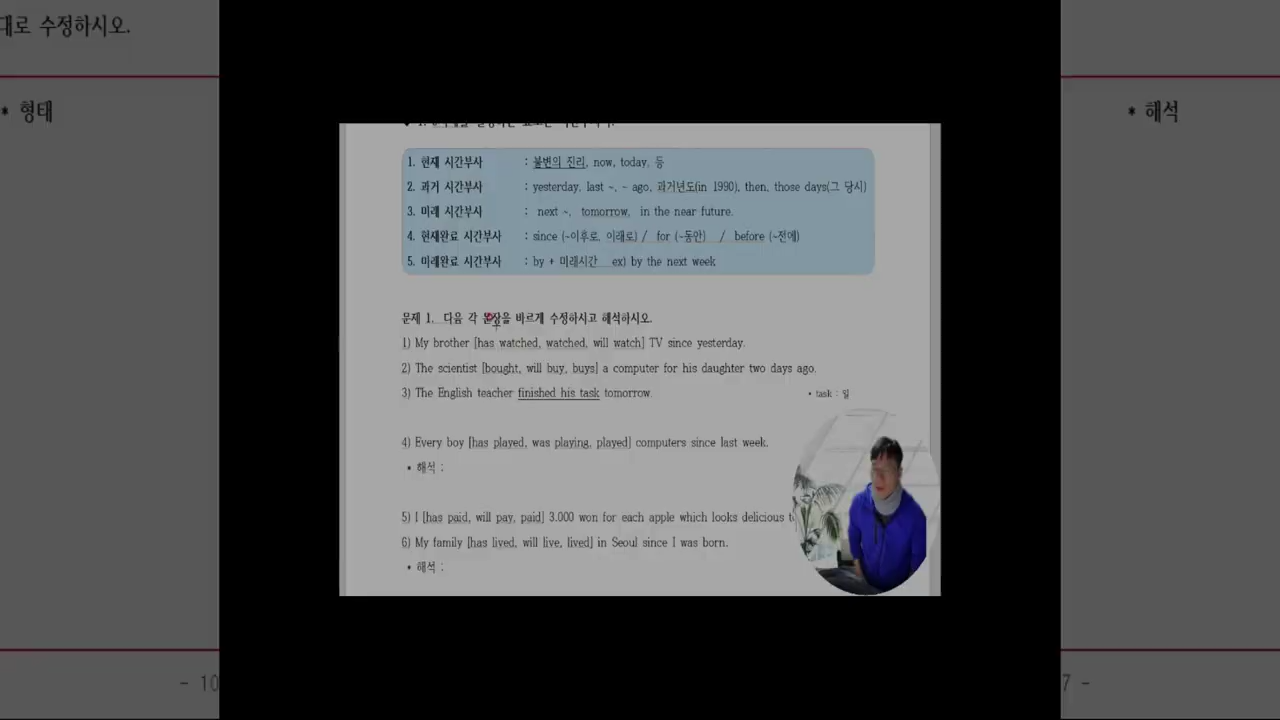 대로 수정하시오.
* 형태
* 해석
1. 현재 시간부사 : 불변의 진리, now, today, 등
2. 과거 시간부사 : yesterday, last ~, ~ ago, 과거년도(in 1990), then, those days(그 당시)
3. 미래 시간부사 : next ~, tomorrow, in the near future.
4. 현재완료 시간부사 : since (~이후로, 이래로) / for (~동안) / before (~전에)
5. 미래완료 시간부사 : by + 미래시간 ex) by the next week
문제 1. 다음 각 문장을 바르게 수정하시고 해석하시오.
1) My brother [has watched, watched, will watch] TV since yesterday.
2) The scientist [bought, will buy, buys] a computer for his daughter two days ago.
3) The English teacher finished his task tomorrow. • task : 일
4) Every boy [has played, was playing, played] computers since last week.
• 해석 :
5) I [has paid, will pay, paid] 3.000 won for each apple which looks delicious
6) My family [has lived, will live, lived] in Seoul since I was born.
• 해석 :
- 10
7 -